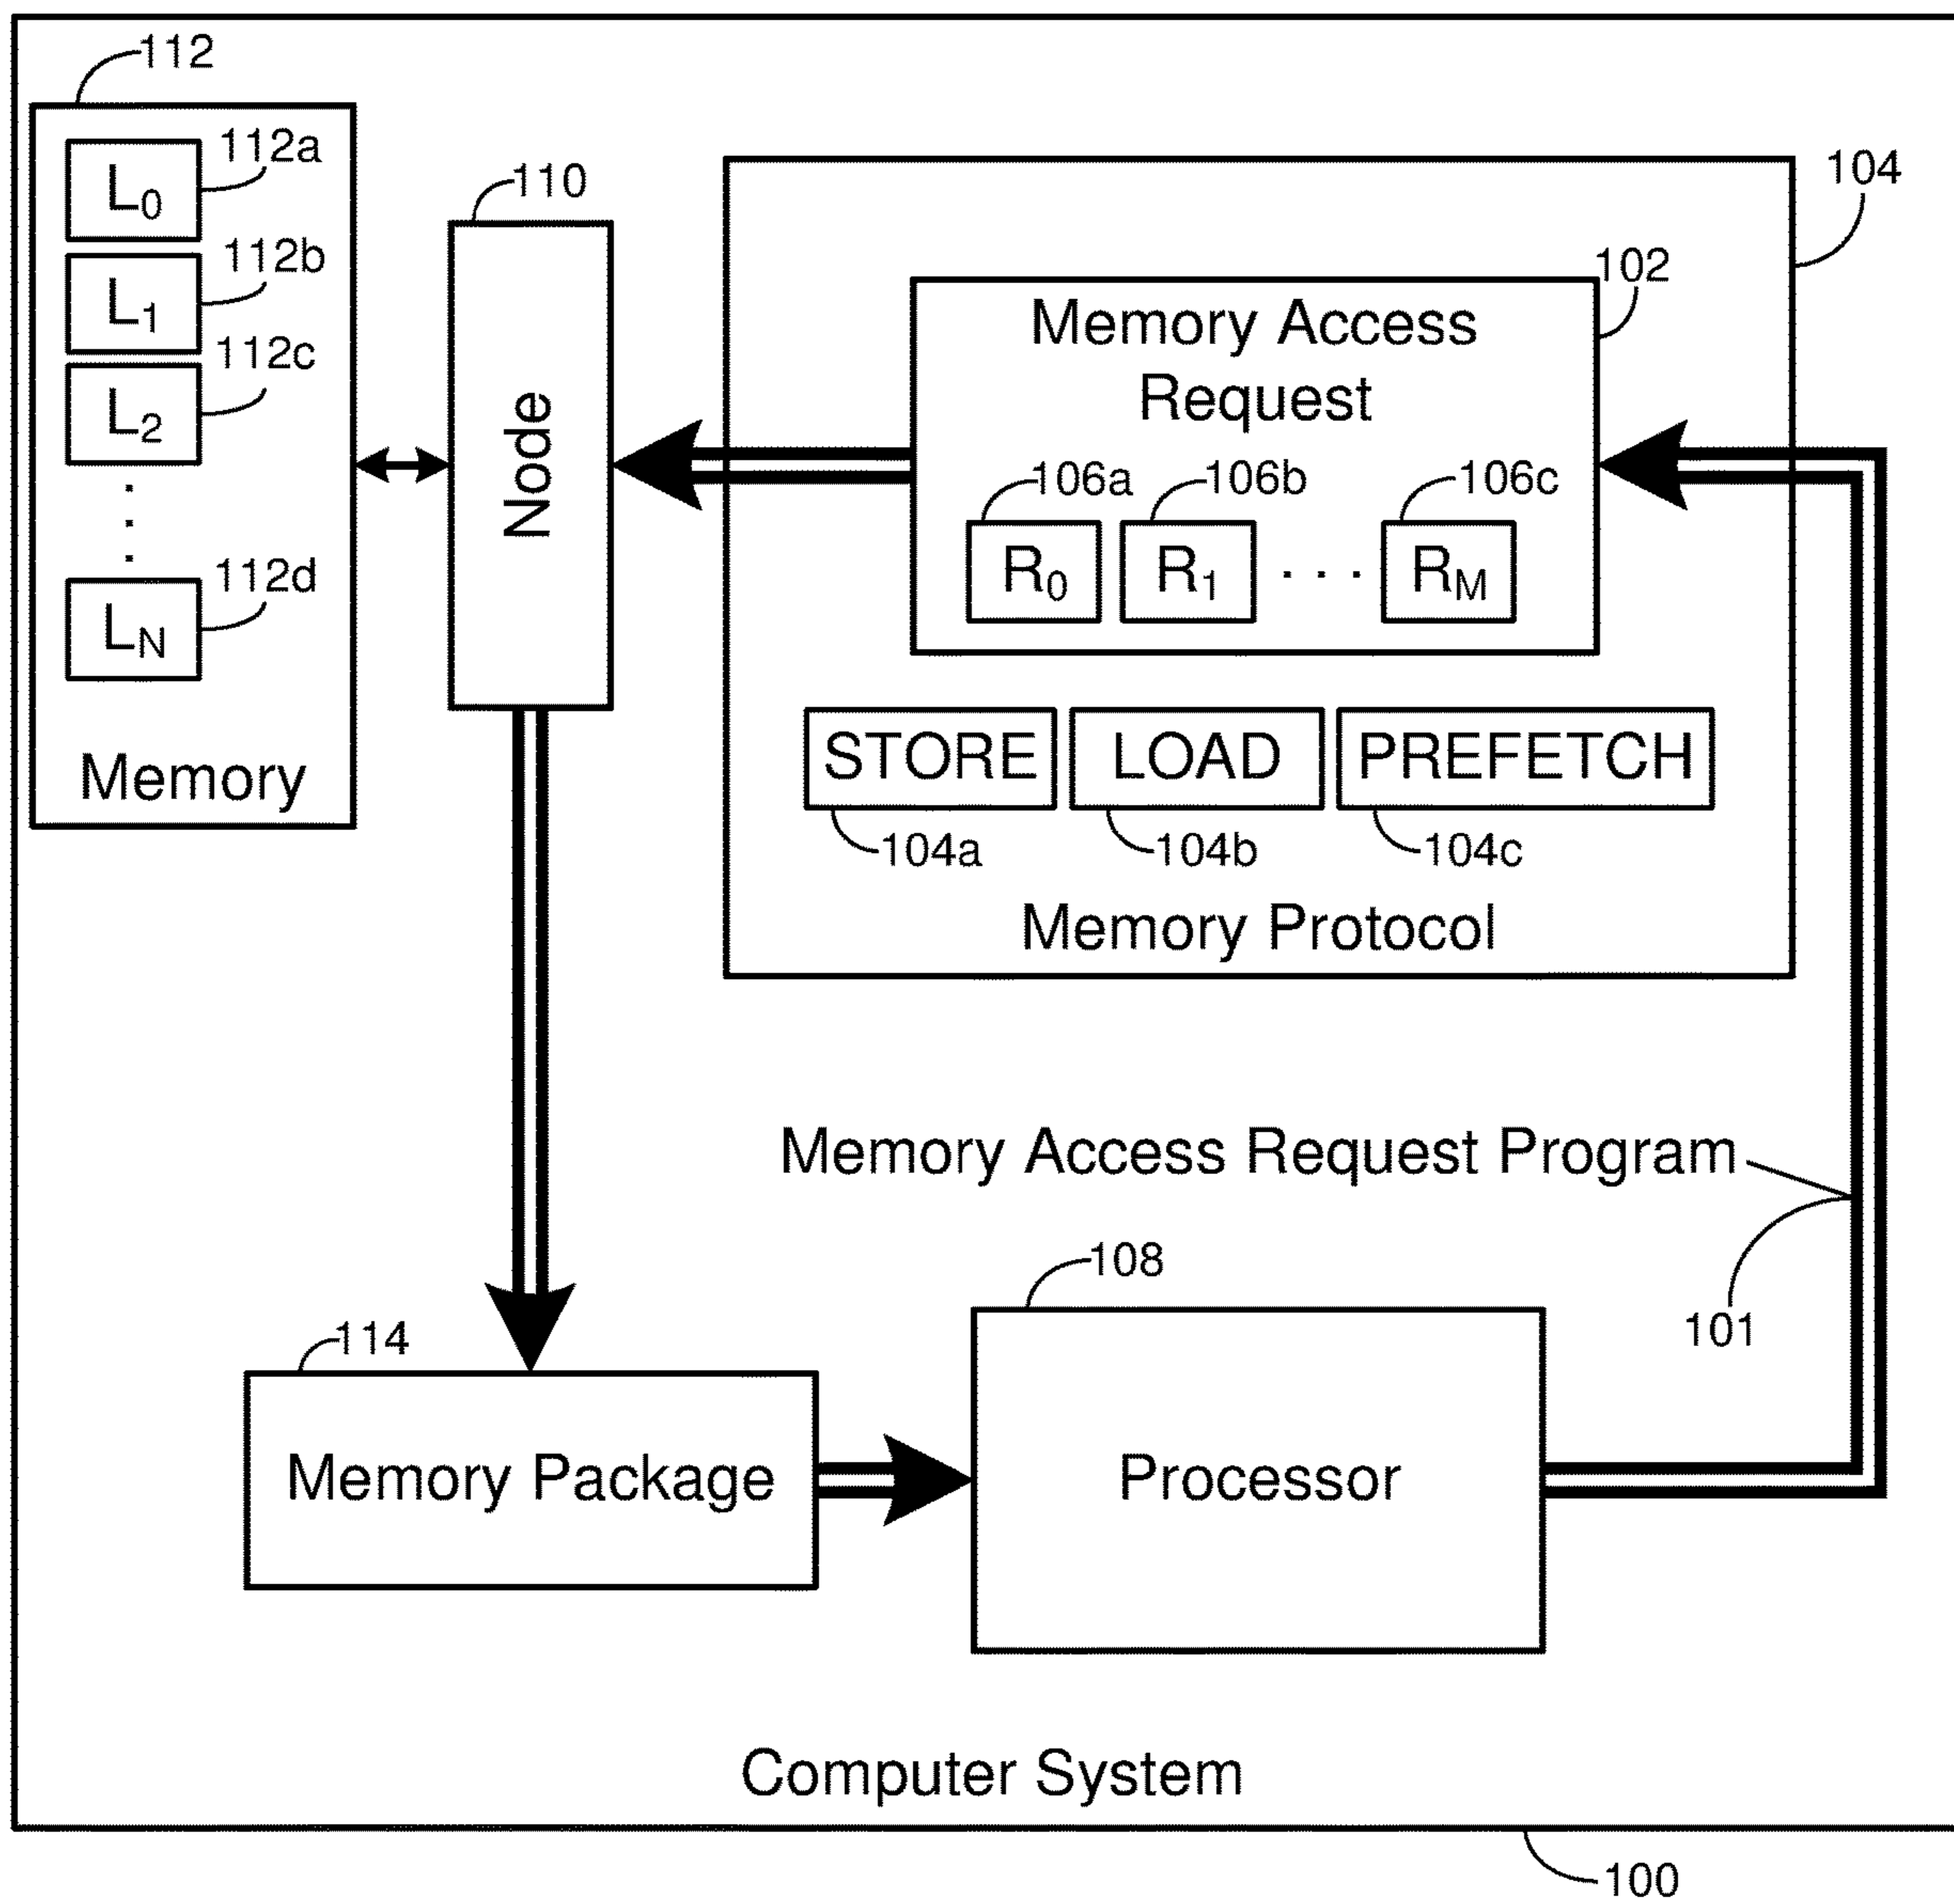 112
112a
L0
112b
L1
112c
L2
112d
LN
Memory
110
Node
104
102
Memory Access
Request
106a 106b 106c
R0 R1 . . . RM
STORE LOAD PREFETCH
104a 104b 104c
Memory Protocol
Memory Access Request Program
101
108
114
Memory Package
Processor
Computer System
100